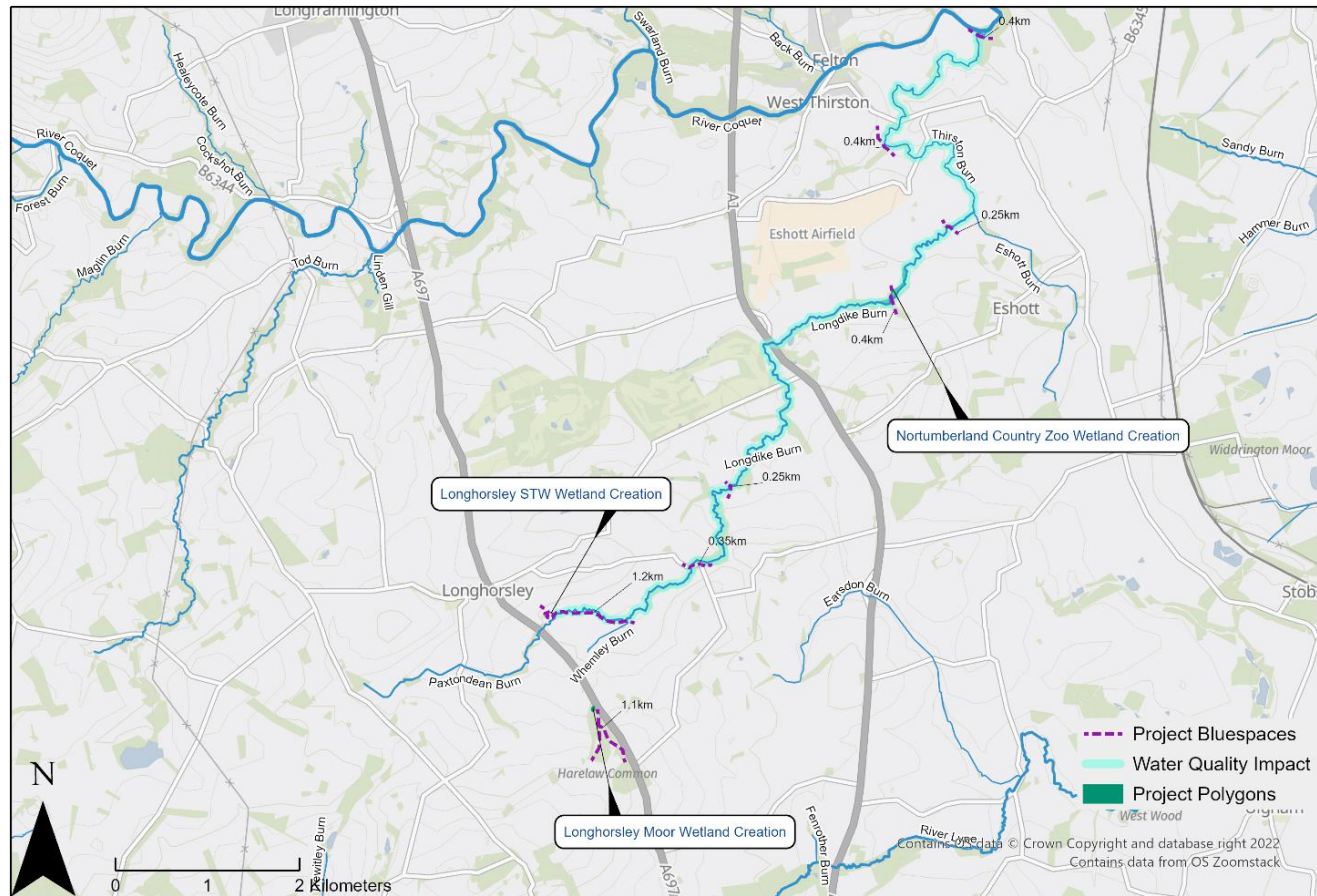 Longframlington
0.4km
B6345
Swarland Burn
Back Burn
Felton
Healeycote Burn
West Thirston
River Coquet
River Coquet
Thirston Burn
0.4km
Sandy Burn
Cockshot Burn
B6344
Forest Burn
A1
0.25km
Eshott Airfield
Hammer Burn
Maglin Burn
Tod Burn
Linden Gill
A697
Eshott Burn
Eshott
Longdike Burn
0.4km
Nortumberland Country Zoo Wetland Creation
Widdrington Moor
Longdike Burn
0.25km
Longhorsley STW Wetland Creation
0.35km
1.2km
Longhorsley
Earsdon Burn
Whemley Burn
Paxtondean Burn
1.1km
Project Bluespaces
Water Quality Impact
Project Polygons
N
Harelaw Common
West Wood
Longhorsley Moor Wetland Creation
Fenrother Burn
River Lyne
Contains OS data © Crown Copyright and database right 2022
Contains data from OS Zoomstack
A697
0 1 2 Kilometers